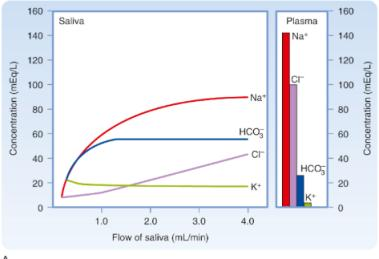 Saliva
Plasma
160
140
120
100
80
60
40
20
0
Concentration (mEq/L)
Na⁺
HCO₃⁻
Cl⁻
K⁺
1.0 2.0 3.0 4.0
Flow of saliva (mL/min)
Na⁺
Cl⁻
HCO₃⁻
K⁺
160
140
120
100
80
60
40
20
0
Concentration (mEq/L)
A